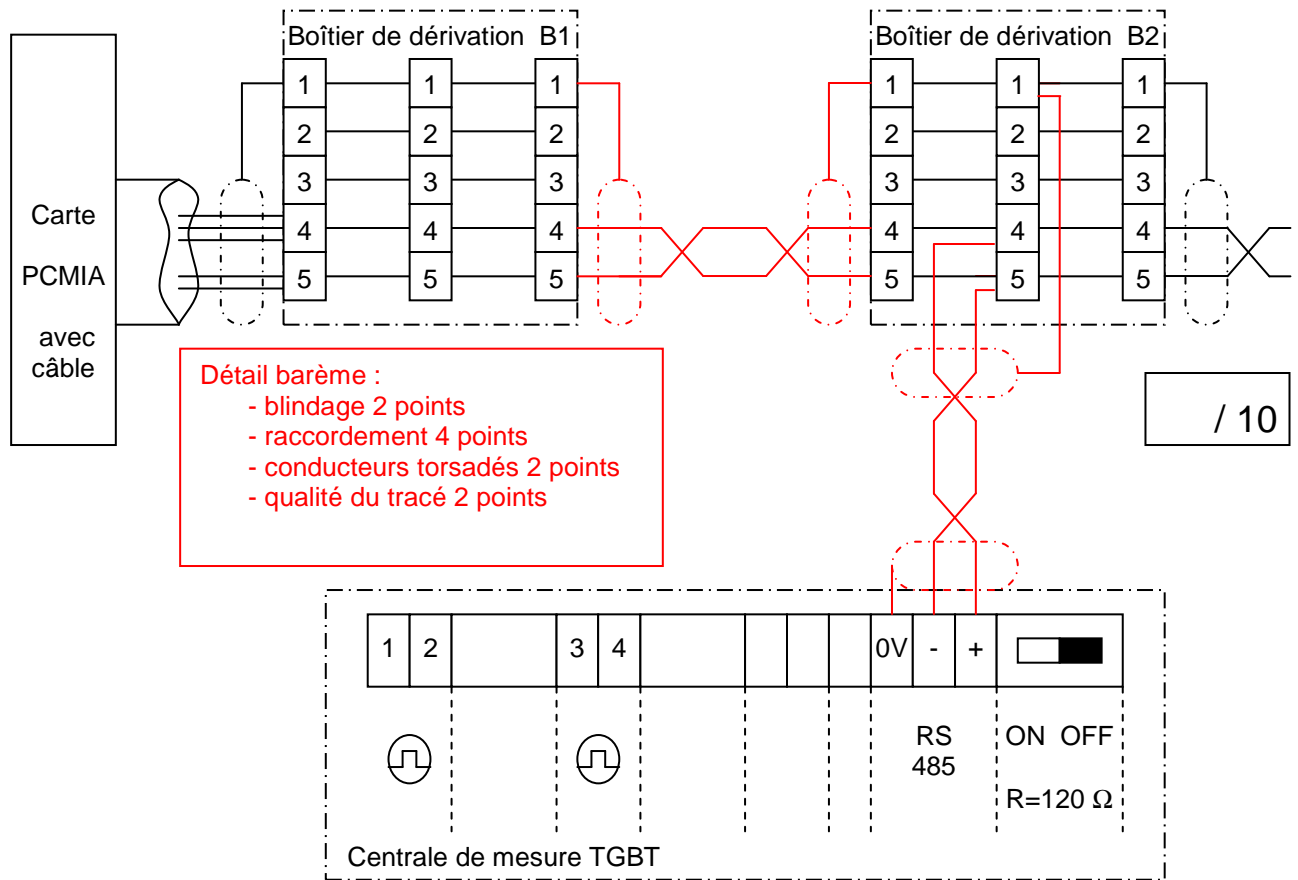 Boîtier de dérivation B1
Boîtier de dérivation B2
1 1 1
2 2 2
3 3 3
4 4 4
5 5 5
1 1 1
2 2 2
3 3 3
4 4 4
5 5 5
Carte
PCMIA
avec
câble
Détail barème :
- blindage 2 points
- raccordement 4 points
- conducteurs torsadés 2 points
- qualité du tracé 2 points
/ 10
1 2 3 4 0V - +
RS
485
ON OFF
R=120 Ω
Centrale de mesure TGBT